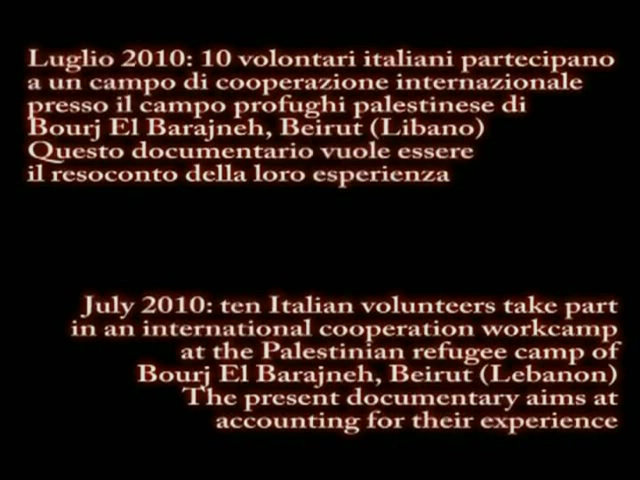 Luglio 2010: 10 volontari italiani partecipano
a un campo di cooperazione internazionale
presso il campo profughi palestinese di
Bourj El Barajneh, Beirut (Libano)
Questo documentario vuole essere
il resoconto della loro esperienza
July 2010: ten Italian volunteers take part
in an international cooperation workcamp
at the Palestinian refugee camp of
Bourj El Barajneh, Beirut (Lebanon)
The present documentary aims at
accounting for their experience